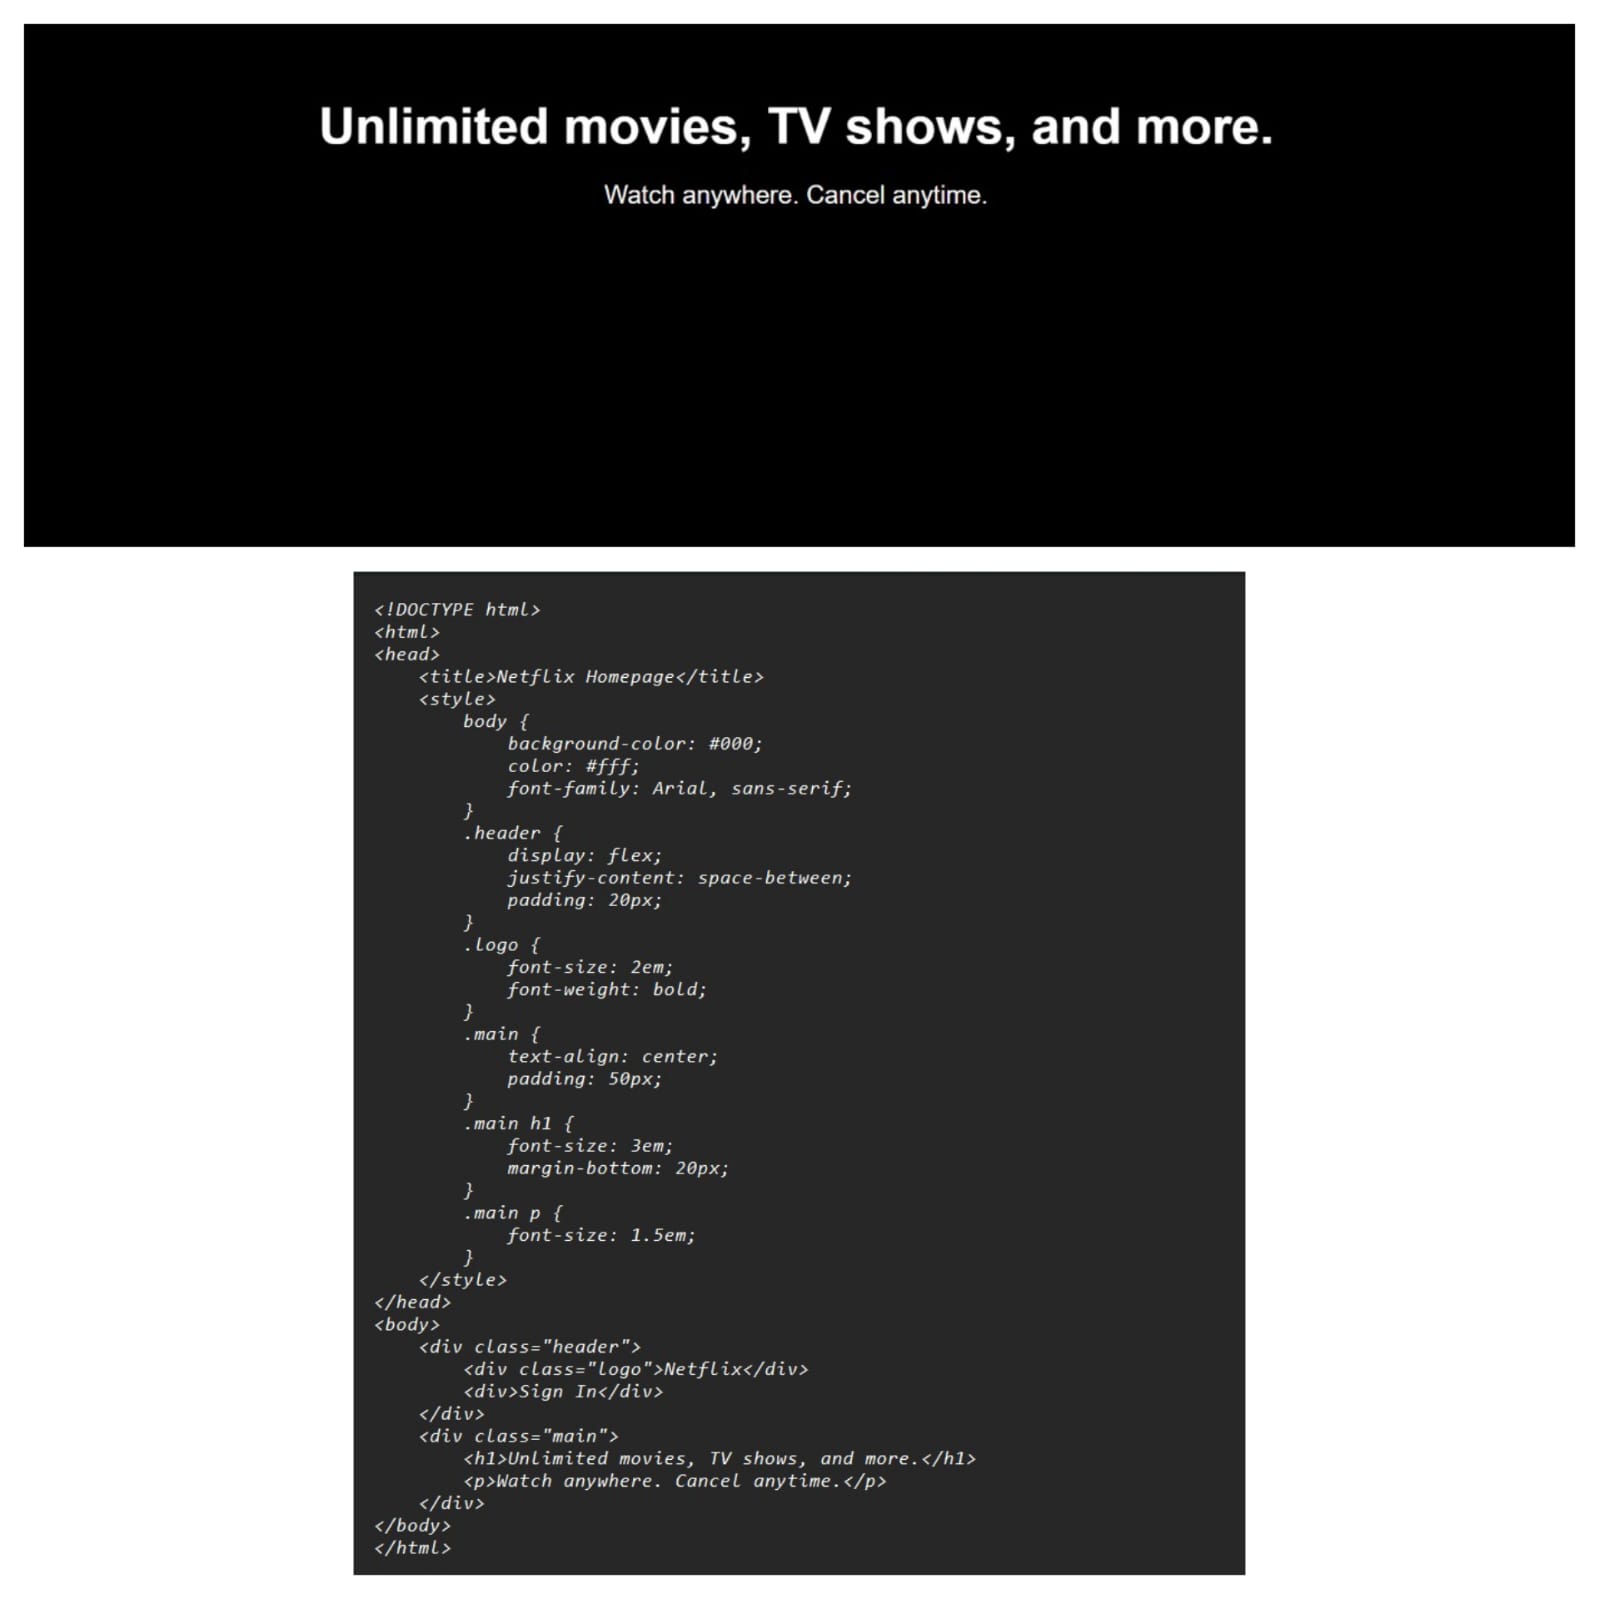 Unlimited movies, TV shows, and more.
Watch anywhere. Cancel anytime.
<!DOCTYPE html>
<html>
<head>
    <title>Netflix Homepage</title>
    <style>
        body {
            background-color: #000;
            color: #fff;
            font-family: Arial, sans-serif;
        }
        .header {
            display: flex;
            justify-content: space-between;
            padding: 20px;
        }
        .logo {
            font-size: 2em;
            font-weight: bold;
        }
        .main {
            text-align: center;
            padding: 50px;
        }
        .main h1 {
            font-size: 3em;
            margin-bottom: 20px;
        }
        .main p {
            font-size: 1.5em;
        }
    </style>
</head>
<body>
    <div class="header">
        <div class="logo">Netflix</div>
        <div>Sign In</div>
    </div>
    <div class="main">
        <h1>Unlimited movies, TV shows, and more.</h1>
        <p>Watch anywhere. Cancel anytime.</p>
    </div>
</body>
</html>